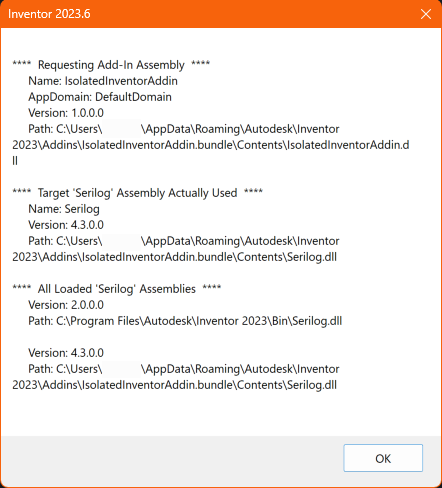 Inventor 2023.6
**** Requesting Add-In Assembly ****
Name: IsolatedInventorAddin
AppDomain: DefaultDomain
Version: 1.0.0.0
Path: C:\Users\ \AppData\Roaming\Autodesk\Inventor
2023\Addins\IsolatedInventorAddin.bundle\Contents\IsolatedInventorAddin.d
ll
**** Target 'Serilog' Assembly Actually Used ****
Name: Serilog
Version: 4.3.0.0
Path: C:\Users\ \AppData\Roaming\Autodesk\Inventor
2023\Addins\IsolatedInventorAddin.bundle\Contents\Serilog.dll
**** All Loaded 'Serilog' Assemblies ****
Version: 2.0.0.0
Path: C:\Program Files\Autodesk\Inventor 2023\Bin\Serilog.dll
Version: 4.3.0.0
Path: C:\Users\ \AppData\Roaming\Autodesk\Inventor
2023\Addins\IsolatedInventorAddin.bundle\Contents\Serilog.dll
OK